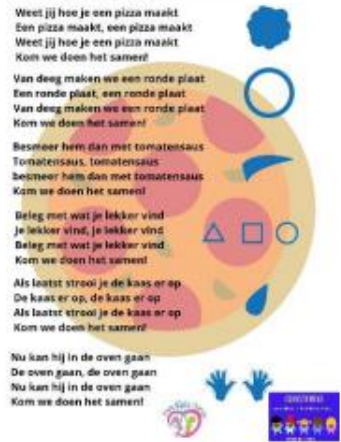 Weet jij hoe je een pizza maakt
Een pizza maakt, een pizza maakt
Weet jij hoe je een pizza maakt
Kom we doen het samen!
Van deeg maken we een ronde plaat
Een ronde plaat, een ronde plaat
Van deeg maken we een ronde plaat
Kom we doen het samen!
Besmeer hem dan met tomatensaus
Tomatensaus, tomatensaus
besmeer hem dan met tomatensaus
Kom we doen het samen!
Beleg met wat je lekker vind
Je lekker vind, je lekker vind
Beleg met wat je lekker vind
Kom we doen het samen!
Als laatst strooi je de kaas er op
De kaas er op, de kaas er op
Als laatst strooi je de kaas er op
Kom we doen het samen!
Nu kan hij in de oven gaan
De oven gaan, de oven gaan
Nu kan hij in de oven gaan
Kom we doen het samen!